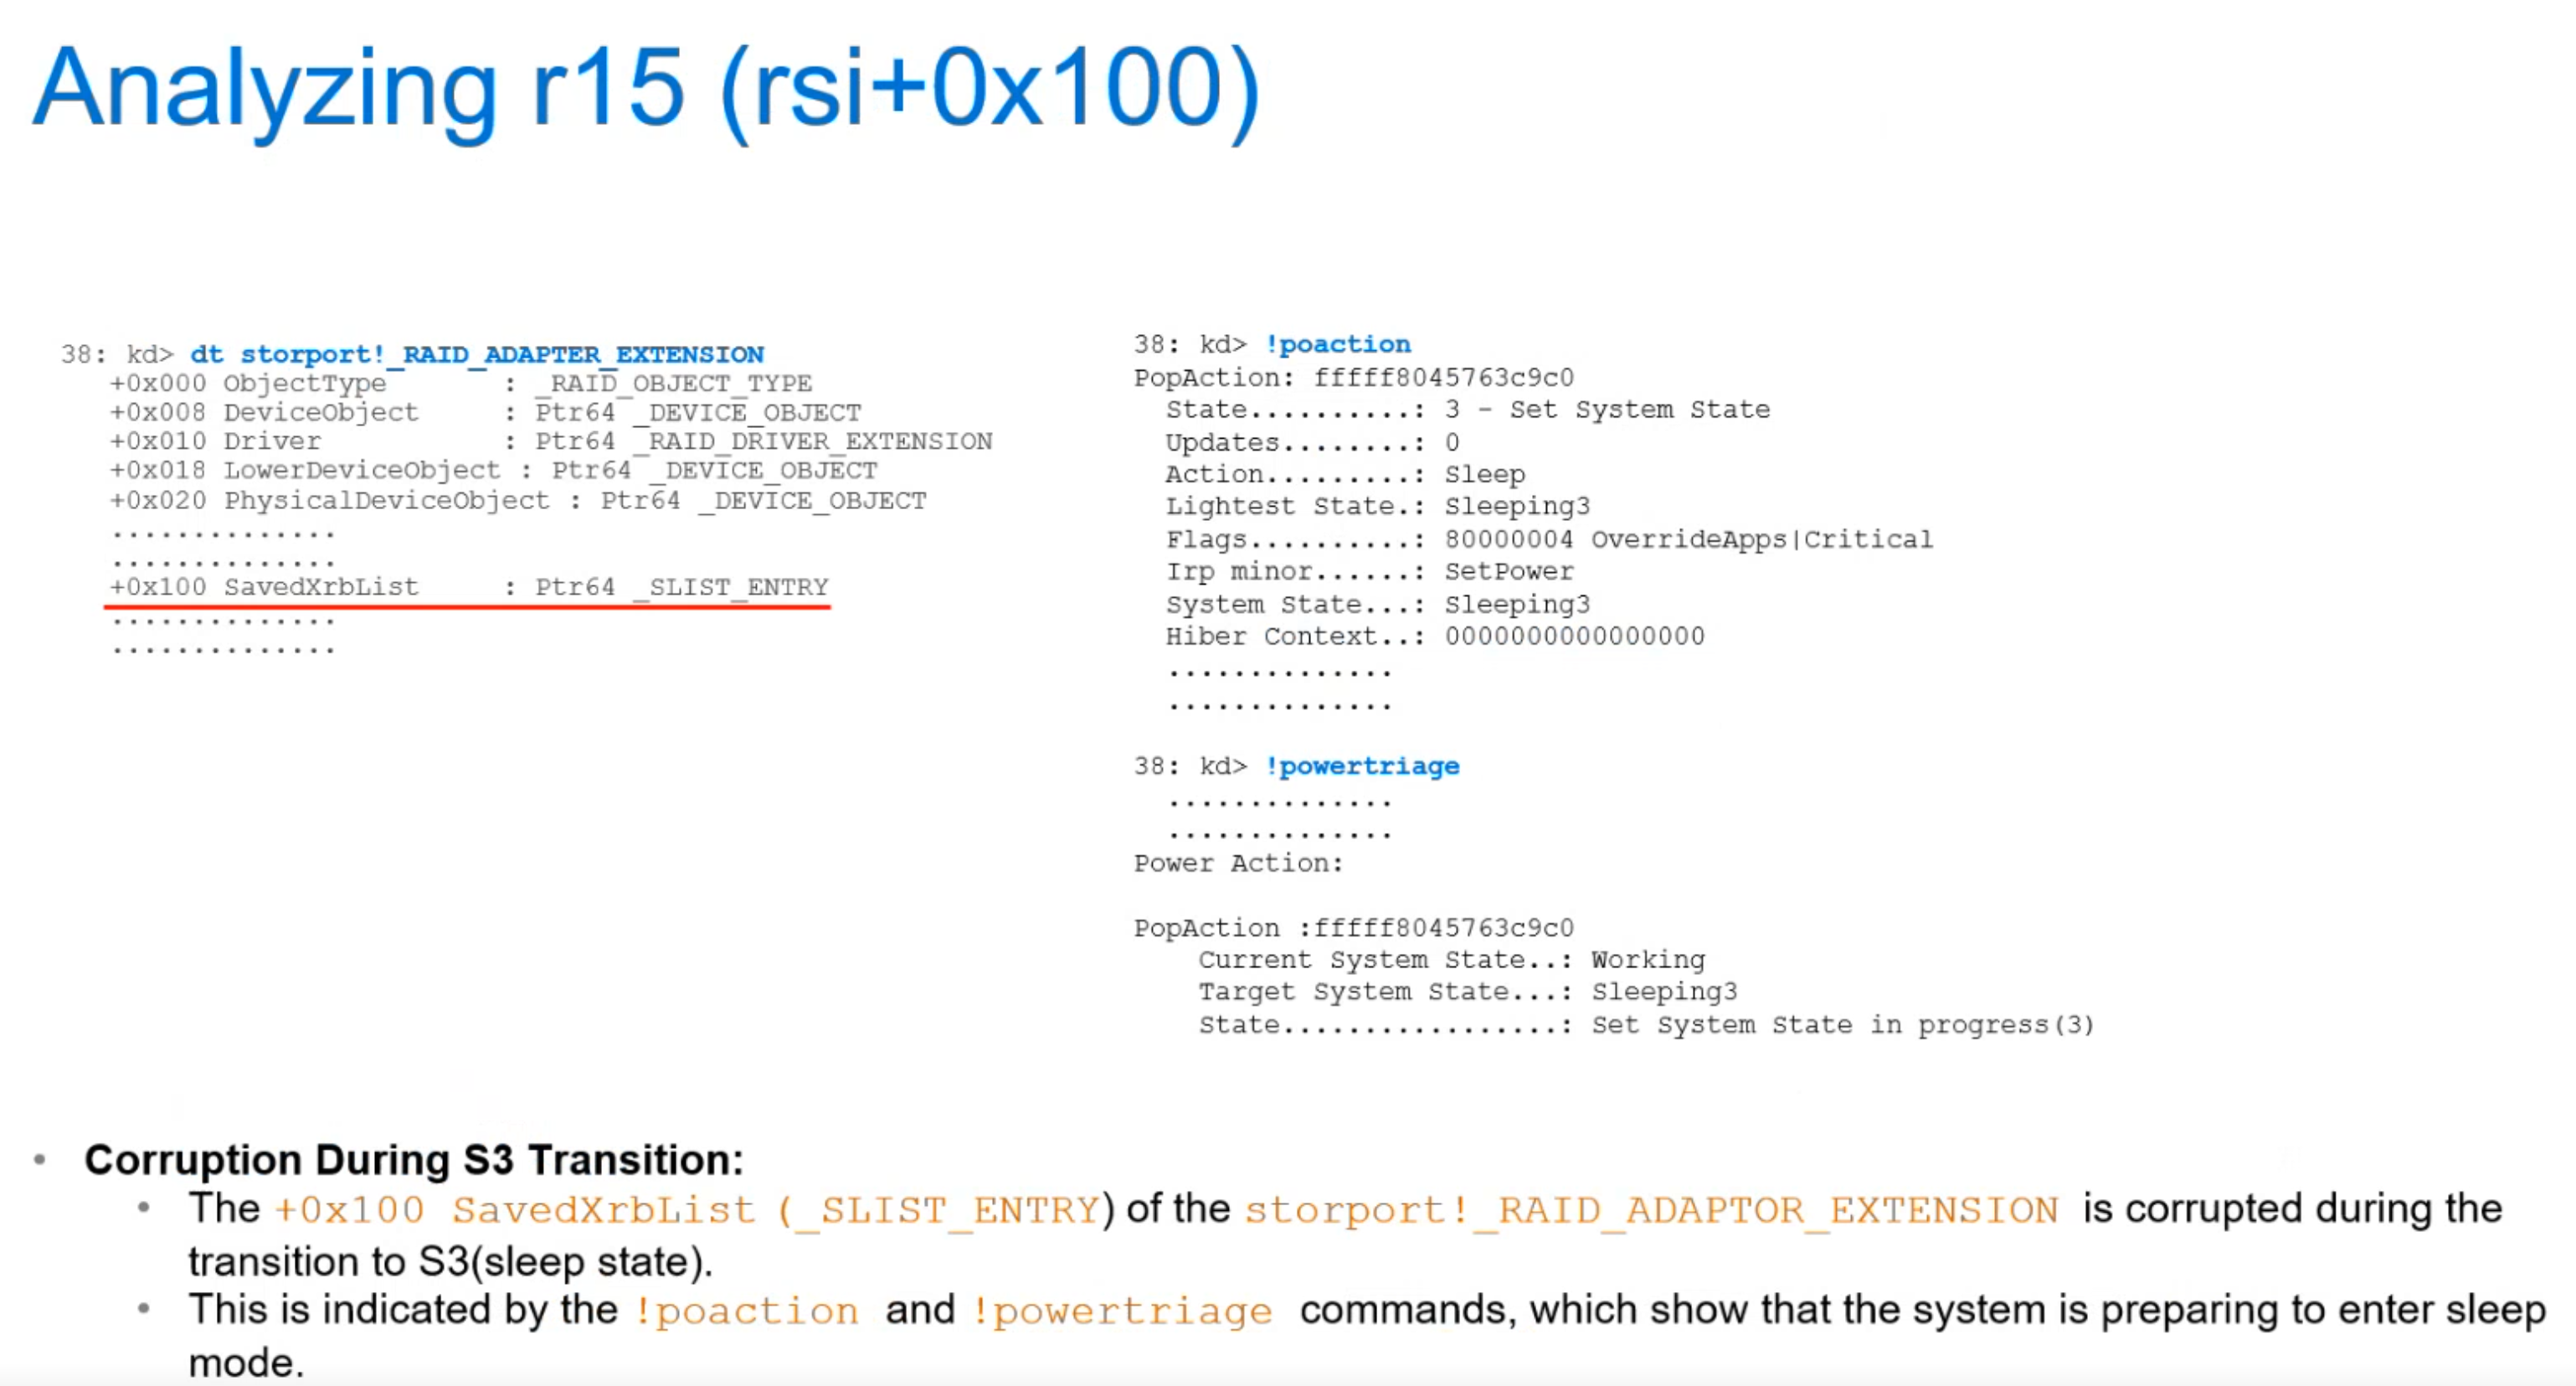 Analyzing r15 (rsi+0x100)
38: kd> dt storport!_RAID_ADAPTER_EXTENSION
+0x000 ObjectType : _RAID_OBJECT_TYPE
+0x008 DeviceObject : Ptr64 _DEVICE_OBJECT
+0x010 Driver : Ptr64 _RAID_DRIVER_EXTENSION
+0x018 LowerDeviceObject : Ptr64 _DEVICE_OBJECT
+0x020 PhysicalDeviceObject : Ptr64 _DEVICE_OBJECT
..............
..............
+0x100 SavedXrbList : Ptr64 _SLIST_ENTRY
..............
..............
38: kd> !poaction
PopAction: fffff8045763c9c0
State..........: 3 - Set System State
Updates........: 0
Action.........: Sleep
Lightest State.: Sleeping3
Flags..........: 80000004 OverrideApps|Critical
Irp minor......: SetPower
System State...: Sleeping3
Hiber Context..: 0000000000000000
..............
..............
38: kd> !powertriage
..............
..............
Power Action:
PopAction :fffff8045763c9c0
Current System State..: Working
Target System State...: Sleeping3
State.................: Set System State in progress(3)
• Corruption During S3 Transition:
• The +0x100 SavedXrbList (_SLIST_ENTRY) of the storport!_RAID_ADAPTOR_EXTENSION is corrupted during the
transition to S3(sleep state).
• This is indicated by the !poaction and !powertriage commands, which show that the system is preparing to enter sleep
mode.